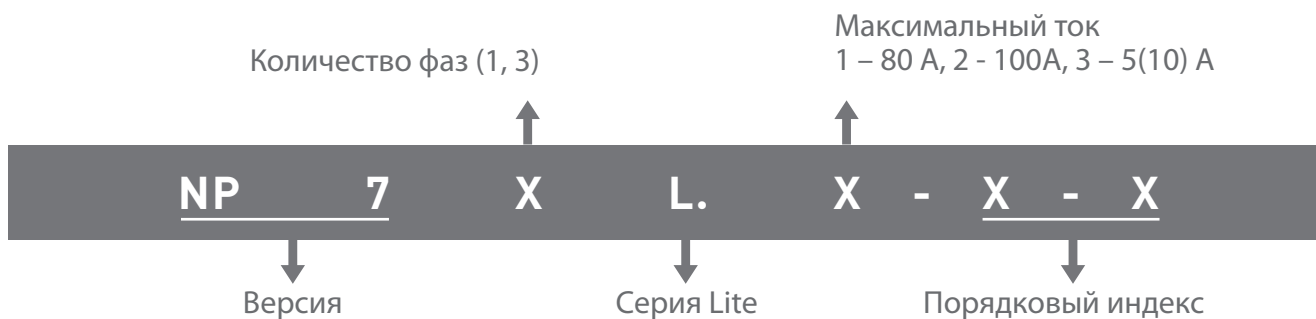 Максимальный ток
Количество фаз (1, 3)
1 – 80 А, 2 - 100А, 3 – 5(10) А
NP 7 X L. X - X - X
Версия Серия Lite Порядковый индекс